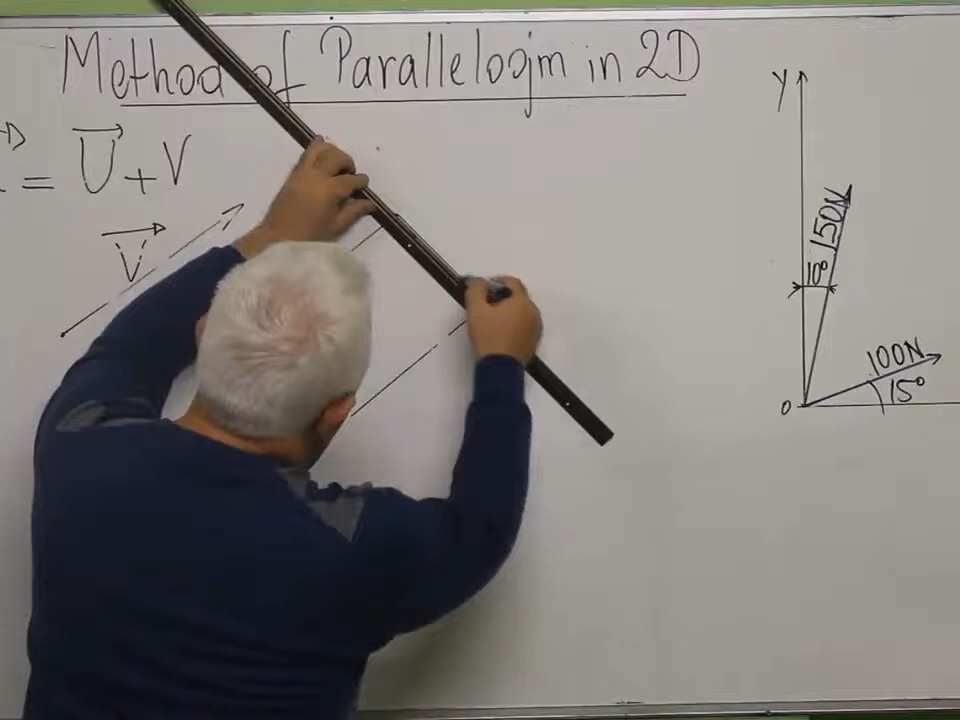 Method of Parallelogjm in 2D
= U + V
V
Y
150N
10°
100N
15°
0